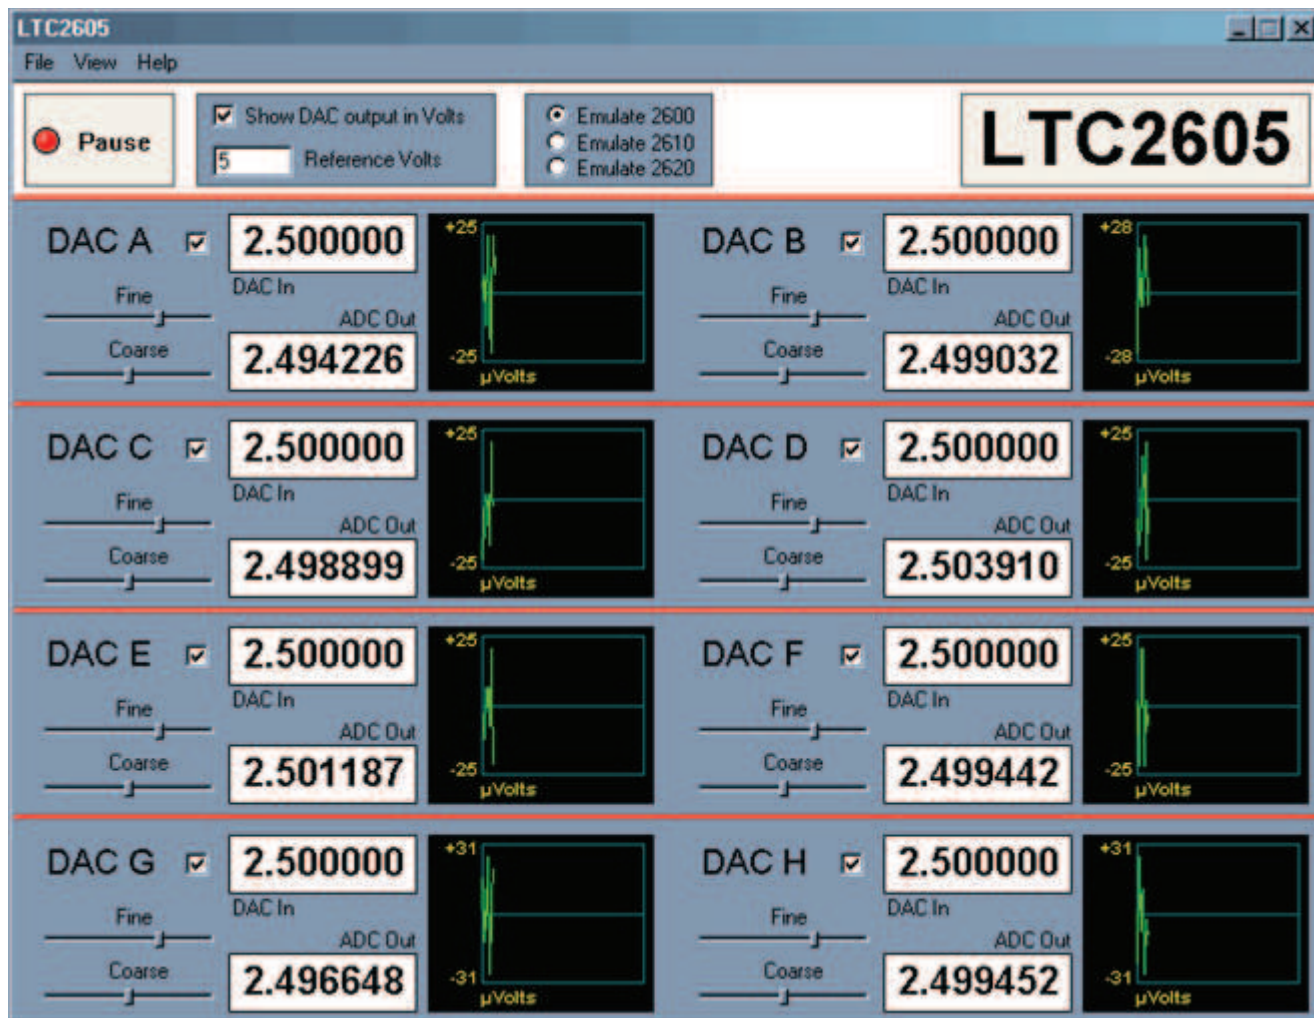 LTC2605
File View Help
Pause
Show DAC output in Volts
5 Reference Volts
Emulate 2600
Emulate 2610
Emulate 2620
LTC2605
DAC A
2.500000
DAC In
Fine
ADC Out
Coarse
2.494226
+25
-25
µVolts
DAC B
2.500000
DAC In
Fine
ADC Out
Coarse
2.499032
+28
-28
µVolts
DAC C
2.500000
DAC In
Fine
ADC Out
Coarse
2.498899
+25
-25
µVolts
DAC D
2.500000
DAC In
Fine
ADC Out
Coarse
2.503910
+25
-25
µVolts
DAC E
2.500000
DAC In
Fine
ADC Out
Coarse
2.501187
+25
-25
µVolts
DAC F
2.500000
DAC In
Fine
ADC Out
Coarse
2.499442
+25
-25
µVolts
DAC G
2.500000
DAC In
Fine
ADC Out
Coarse
2.496648
+31
-31
µVolts
DAC H
2.500000
DAC In
Fine
ADC Out
Coarse
2.499452
+31
-31
µVolts